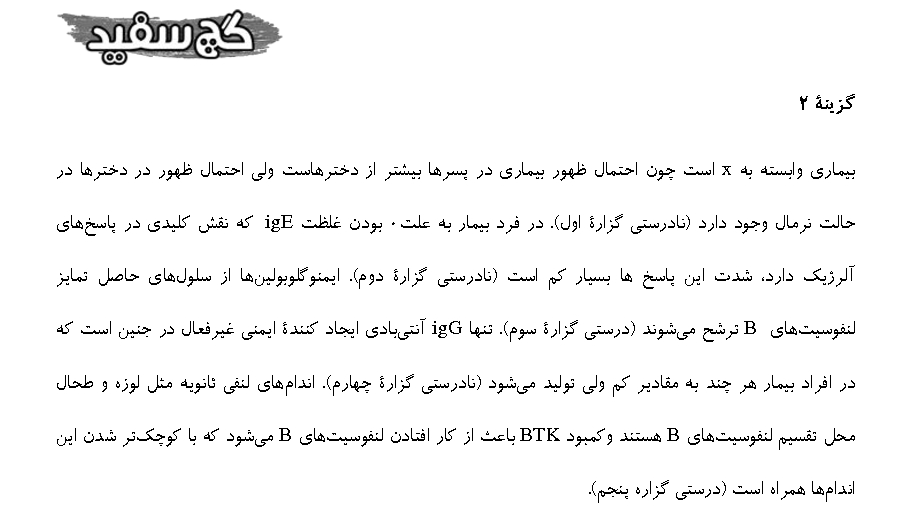 گچ سفید
گزینهٔ ۲
بیماری وابسته به x است چون احتمال ظهور بیماری در پسرها بیشتر از دخترهاست ولی احتمال ظهور در دخترها در
حالت نرمال وجود دارد (نادرستی گزارهٔ اول). در فرد بیمار به علت۰ بودن غلظت igE که نقش کلیدی در پاسخ‌های
آلرژیک دارد، شدت این پاسخ ها بسیار کم است (نادرستی گزارهٔ دوم). ایمنوگلوبولین‌ها از سلول‌های حاصل تمایز
لنفوسیت‌های B ترشح می‌شوند (درستی گزارهٔ سوم). تنها igG آنتی‌بادی ایجاد کنندهٔ ایمنی غیرفعال در جنین است که
در افراد بیمار هر چند به مقادیر کم ولی تولید می‌شود (نادرستی گزارهٔ چهارم). اندام‌های لنفی ثانویه مثل لوزه و طحال
محل تقسیم لنفوسیت‌های B هستند وکمبود BTK باعث از کار افتادن لنفوسیت‌های B می‌شود که با کوچک‌تر شدن این
اندام‌ها همراه است (درستی گزاره پنجم).